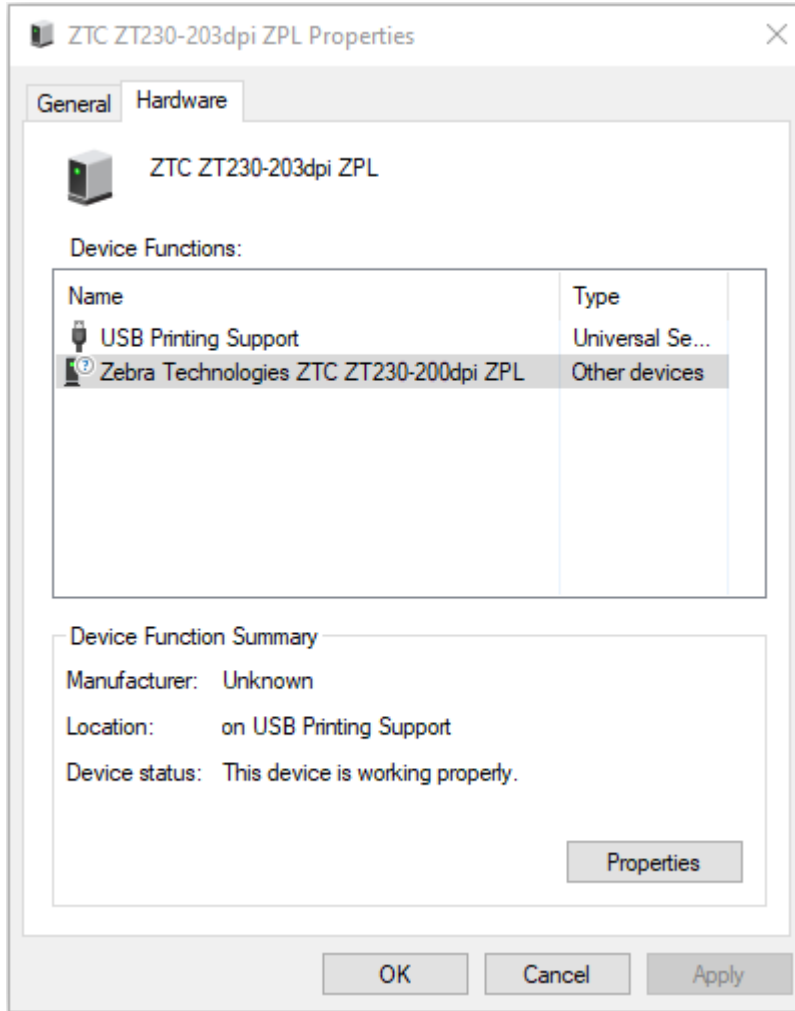 ZTC ZT230-203dpi ZPL Properties
General Hardware
ZTC ZT230-203dpi ZPL
Device Functions:
Name Type
USB Printing Support Universal Se...
Zebra Technologies ZTC ZT230-200dpi ZPL Other devices
Device Function Summary
Manufacturer: Unknown
Location: on USB Printing Support
Device status: This device is working properly.
Properties
OK Cancel Apply